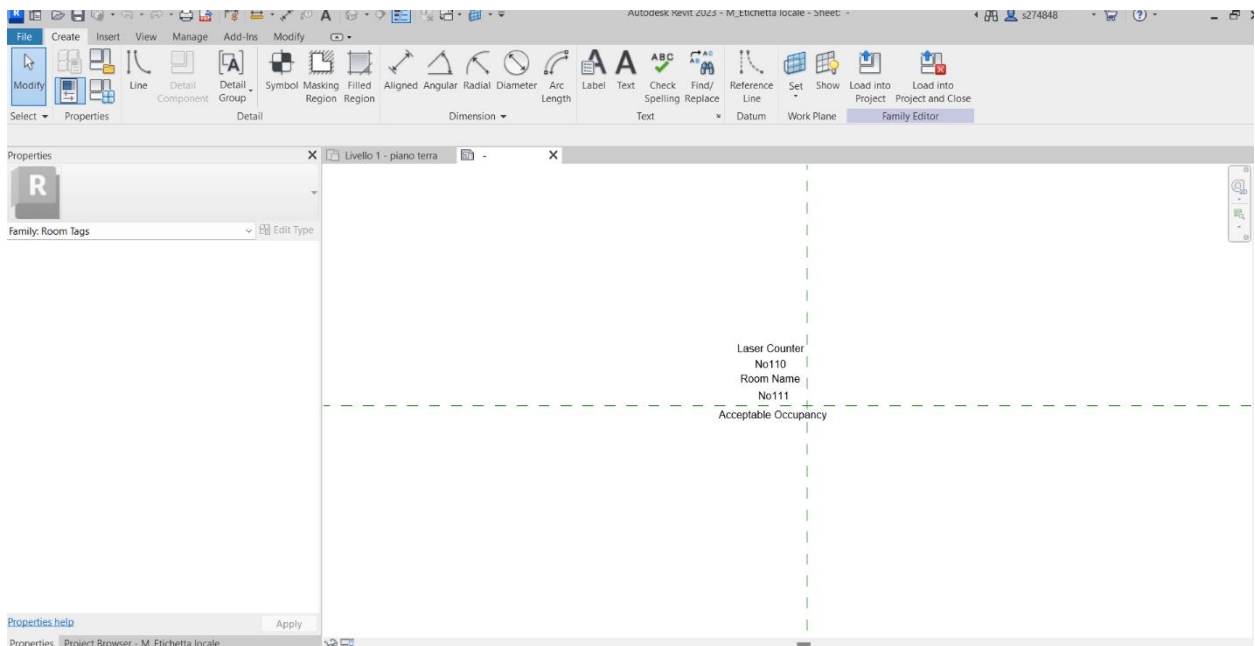 Autodesk Revit 2023 - M_Etichetta locale - Sheet: -
s274848
File Create Insert View Manage Add-Ins Modify
Modify
Line
Detail Component
Detail Group
Symbol
Masking Region
Filled Region
Aligned Angular Radial Diameter
Arc Length
Label Text
ABC
Check Spelling
Find/ Replace
Reference Line
Set Show
Load into Project
Load into Project and Close
Select Properties Detail Dimension Text Datum Work Plane Family Editor
Properties
Livello 1 - piano terra
-
R
Family: Room Tags
Edit Type
Laser Counter
No110
Room Name
No111
Acceptable Occupancy
Properties help
Apply
Properties Project Browser - M_Etichetta locale